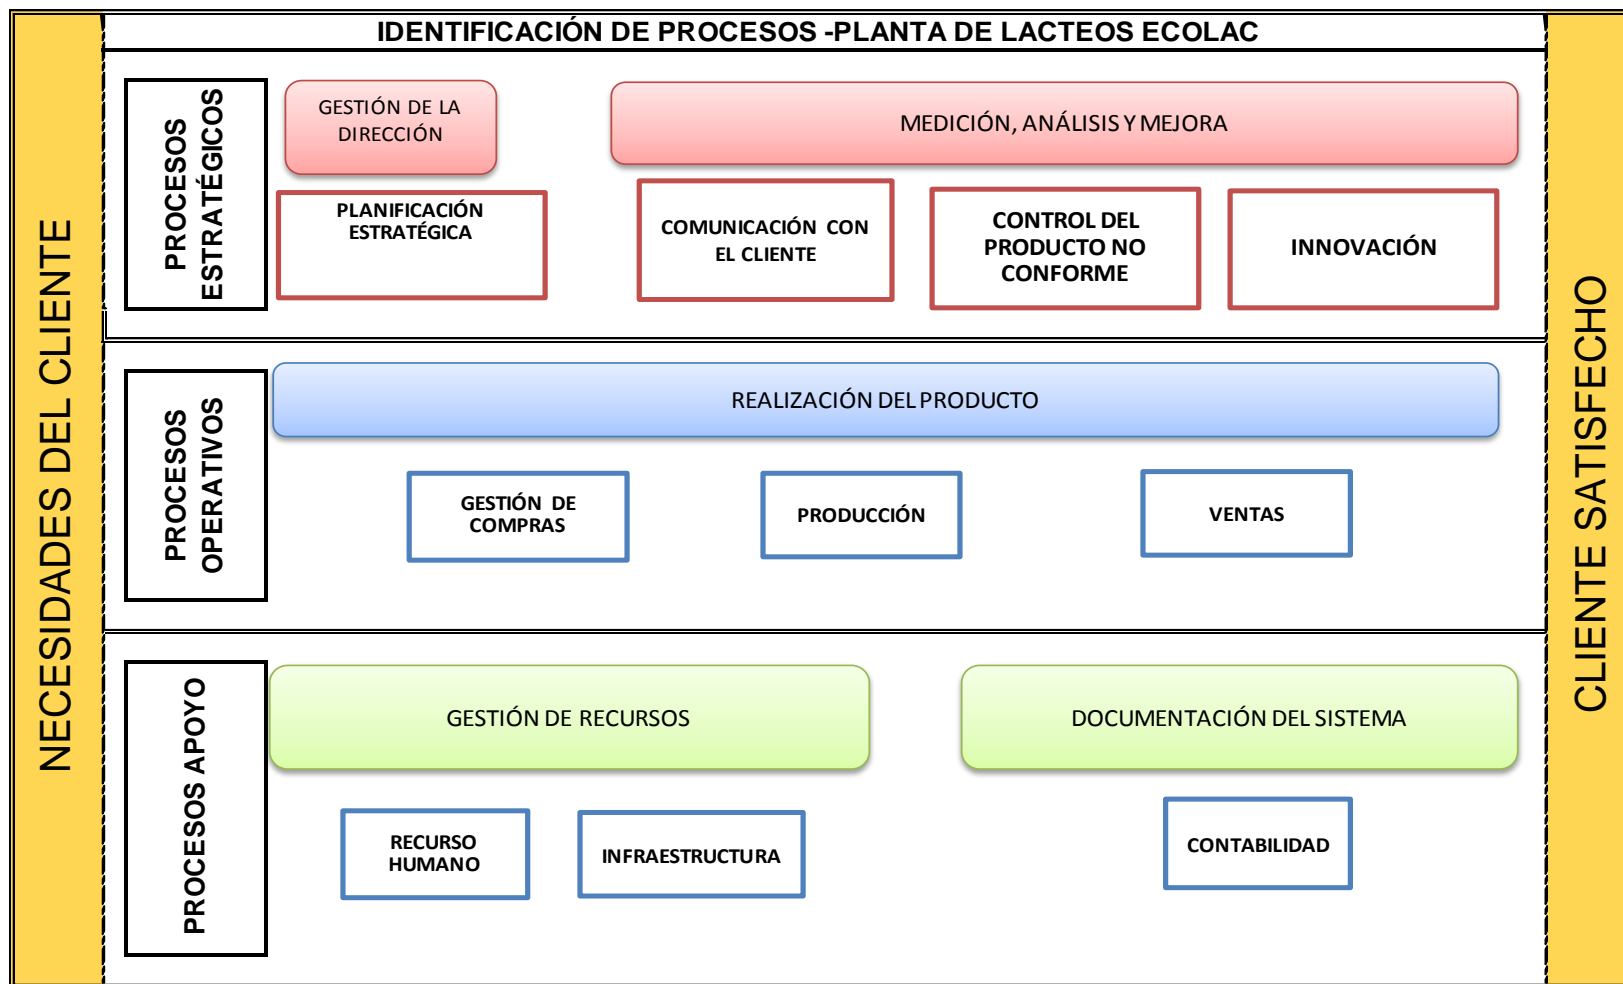 IDENTIFICACIÓN DE PROCESOS -PLANTA DE LACTEOS ECOLAC
NECESIDADES DEL CLIENTE
PROCESOS
ESTRATÉGICOS
GESTIÓN DE LA
DIRECCIÓN
MEDICIÓN, ANÁLISIS Y MEJORA
PLANIFICACIÓN
ESTRATÉGICA
COMUNICACIÓN CON
EL CLIENTE
CONTROL DEL
PRODUCTO NO
CONFORME
INNOVACIÓN
PROCESOS
OPERATIVOS
REALIZACIÓN DEL PRODUCTO
GESTIÓN DE
COMPRAS
PRODUCCIÓN
VENTAS
PROCESOS APOYO
GESTIÓN DE RECURSOS
DOCUMENTACIÓN DEL SISTEMA
RECURSO
HUMANO
INFRAESTRUCTURA
CONTABILIDAD
CLIENTE SATISFECHO